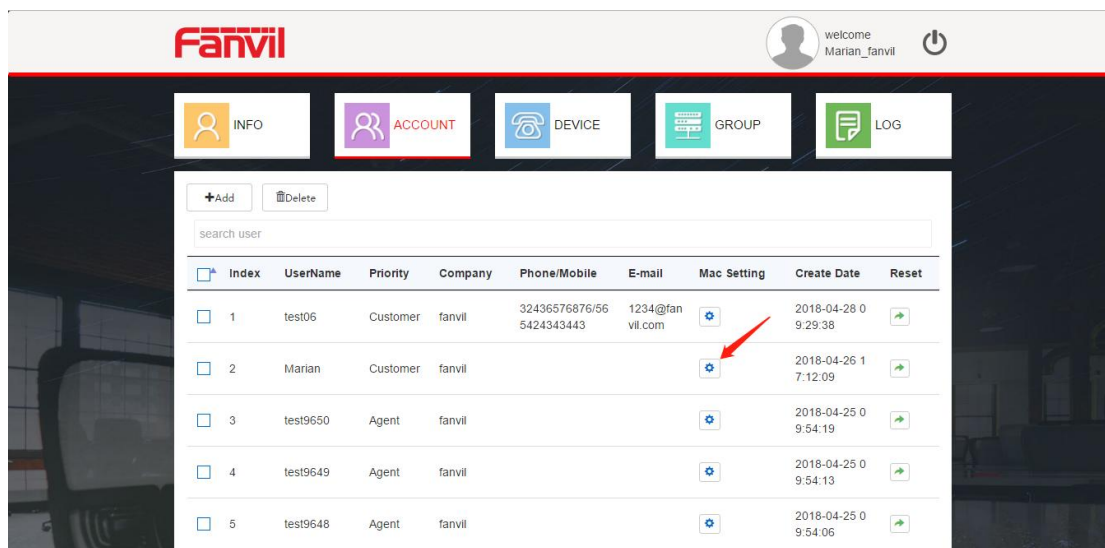 Fanvil
welcome
Marian_fanvil
INFO
ACCOUNT
DEVICE
GROUP
LOG
+Add
Delete
search user
Index UserName Priority Company Phone/Mobile E-mail Mac Setting Create Date Reset
1 test06 Customer fanvil 32436576876/56 1234@fan 2018-04-28 0
5424343443 vil.com 9:29:38
2 Marian Customer fanvil 2018-04-26 1
7:12:09
3 test9650 Agent fanvil 2018-04-25 0
9:54:19
4 test9649 Agent fanvil 2018-04-25 0
9:54:13
5 test9648 Agent fanvil 2018-04-25 0
9:54:06